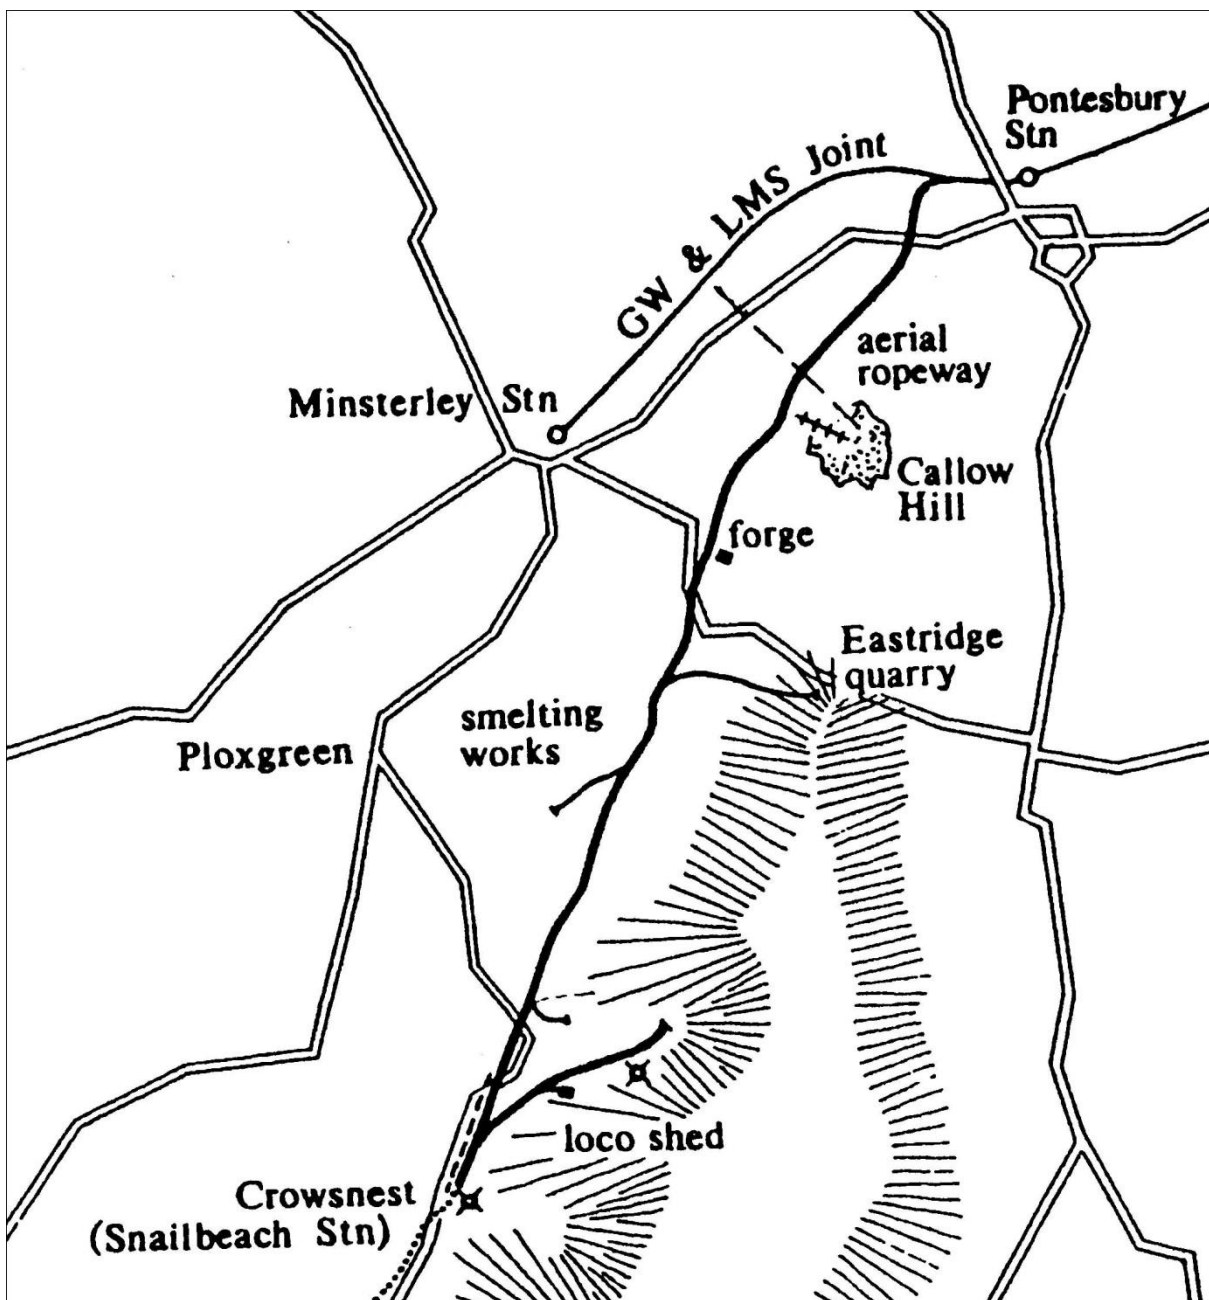 Pontesbury
Stn
GW & LMS Joint
aerial
ropeway
Minsterley Stn
Callow
Hill
forge
Eastridge
quarry
smelting
works
Ploxgreen
loco shed
Crowsnest
(Snailbeach Stn)